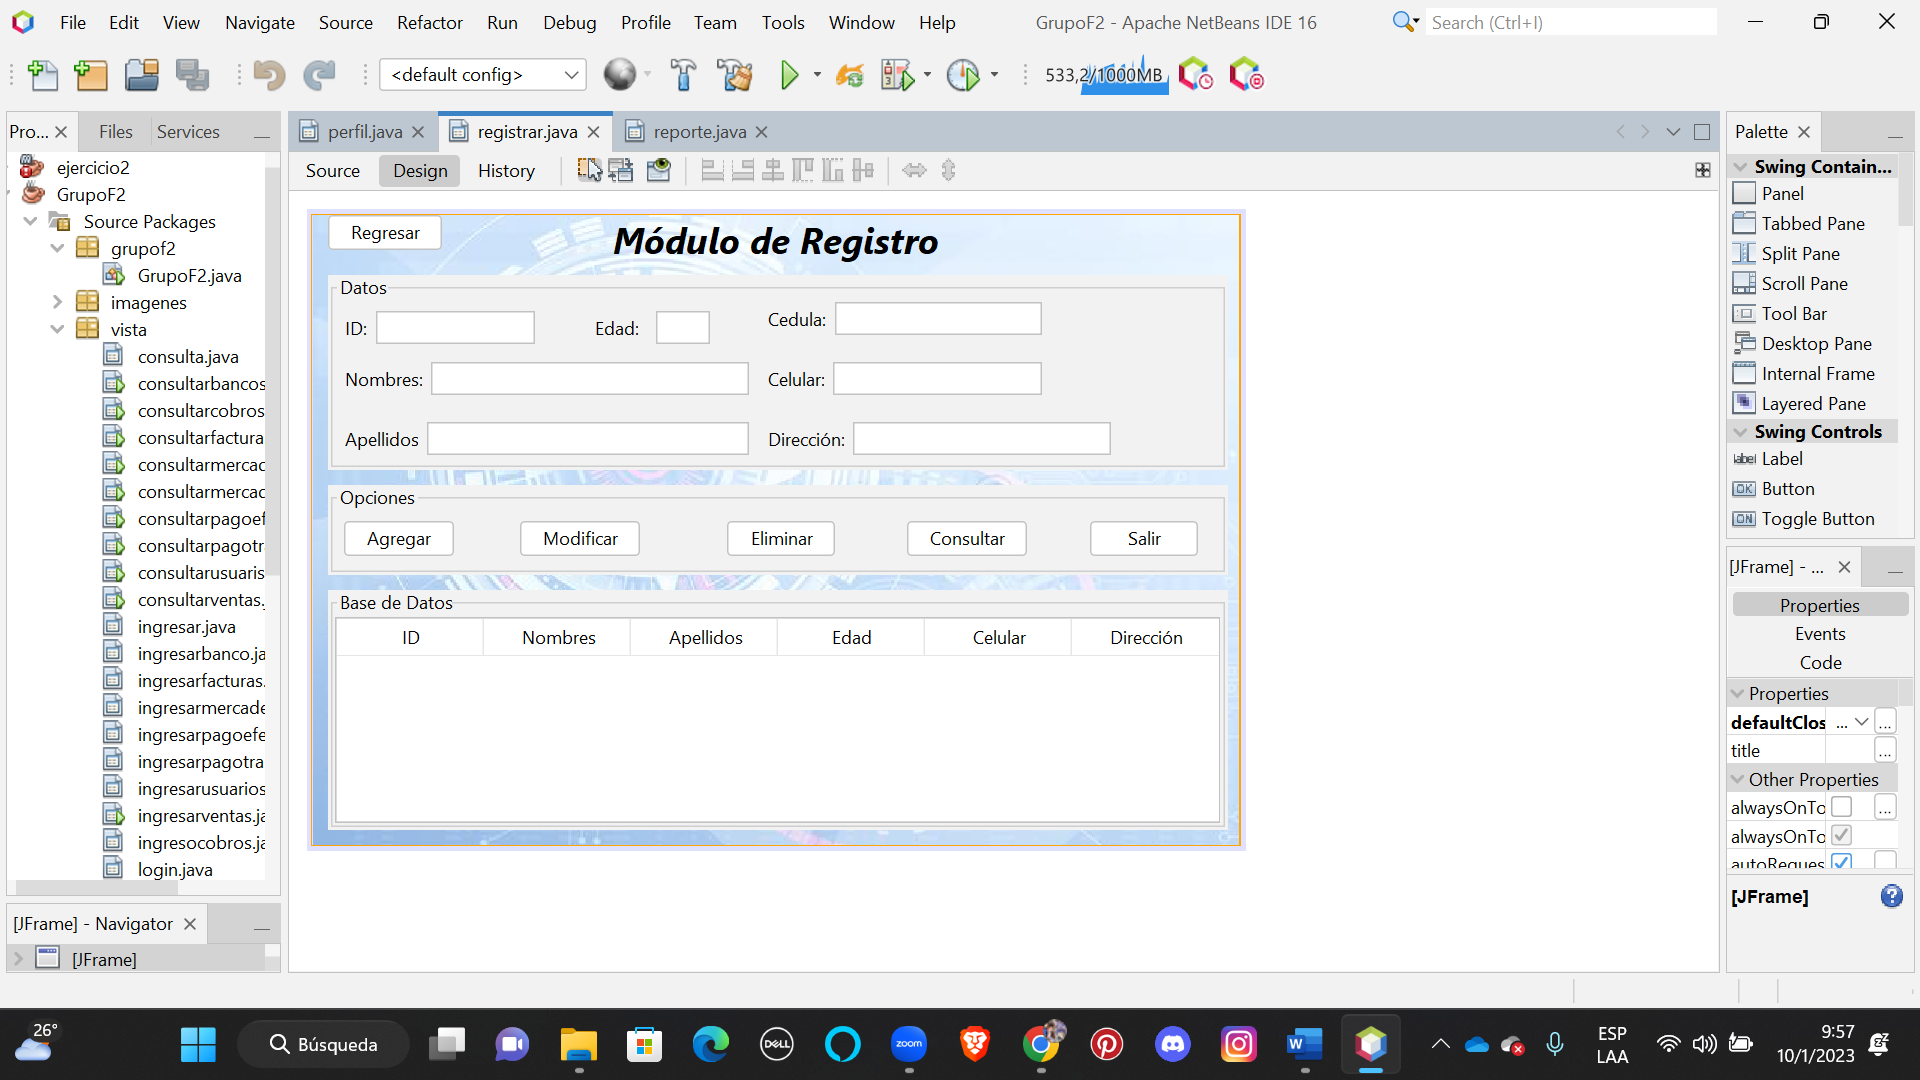 File Edit View Navigate Source Refactor Run Debug Profile Team Tools Window Help
GrupoF2 - Apache NetBeans IDE 16
Search (Ctrl+I)
<default config>
533,2/1000MB
Pro...
Files
Services
perfil.java
registrar.java
reporte.java
Palette
Source
Design
History
ejercicio2
GrupoF2
Source Packages
grupof2
GrupoF2.java
imagenes
vista
consulta.java
consultarbancos
consultarcobros
consultarfactura
consultarmercac
consultarmercac
consultarpagoef
consultarpagotr
consultarusuaris
consultarventas.
ingresar.java
ingresarbanco.ja
ingresarfacturas.
ingresarmercade
ingresarpagoefe
ingresarpagotra
ingresarusuarios
ingresarventas.ja
ingresocobros.ja
login.java
[JFrame] - Navigator
[JFrame]
Regresar
Módulo de Registro
Datos
ID:
Edad:
Cedula:
Nombres:
Celular:
Apellidos
Dirección:
Opciones
Agregar
Modificar
Eliminar
Consultar
Salir
Base de Datos
ID Nombres Apellidos Edad Celular Dirección
Swing Contain...
Panel
Tabbed Pane
Split Pane
Scroll Pane
Tool Bar
Desktop Pane
Internal Frame
Layered Pane
Swing Controls
label Label
OK Button
ON Toggle Button
[JFrame] - ...
Properties
Events
Code
Properties
defaultClos ... ...
title ...
Other Properties
alwaysOnTo ...
alwaysOnTo
autoReques
[JFrame]
26°
Búsqueda
DELL
zoom
ESP
LAA
9:57
10/1/2023